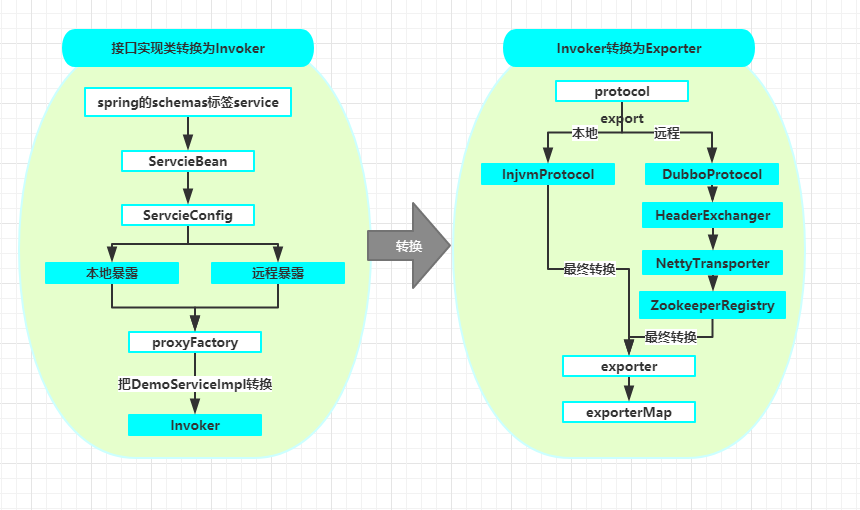 接口实现类转换为Invoker
spring的schemas标签service
ServcieBean
ServcieConfig
本地暴露
远程暴露
proxyFactory
把DemoServiceImpl转换
Invoker
转换
Invoker转换为Exporter
protocol
export
本地
远程
InjvmProtocol
DubboProtocol
HeaderExchanger
NettyTransporter
ZookeeperRegistry
最终转换
最终转换
exporter
exporterMap